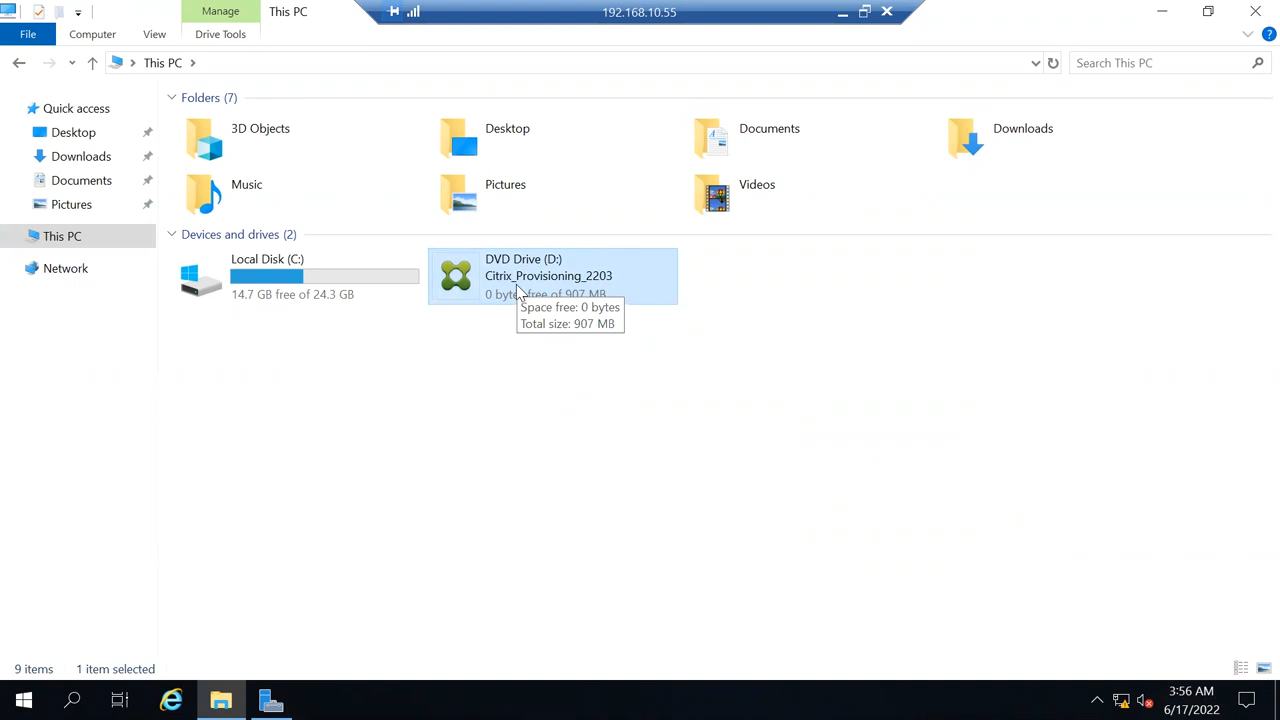 Manage
This PC
192.168.10.55
File
Computer
View
Drive Tools
This PC
Search This PC
Quick access
Desktop
Downloads
Documents
Pictures
This PC
Network
Folders (7)
3D Objects
Desktop
Documents
Downloads
Music
Pictures
Videos
Devices and drives (2)
Local Disk (C:)
14.7 GB free of 24.3 GB
DVD Drive (D:)
Citrix_Provisioning_2203
0 bytes free of 907 MB
Space free: 0 bytes
Total size: 907 MB
9 items
1 item selected
3:56 AM
6/17/2022